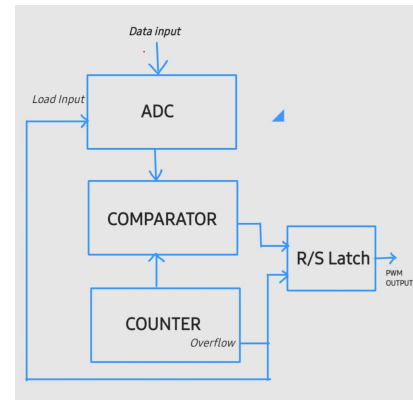 Data input
Load Input
ADC
COMPARATOR
R/S Latch
PWM
OUTPUT
COUNTER
Overflow